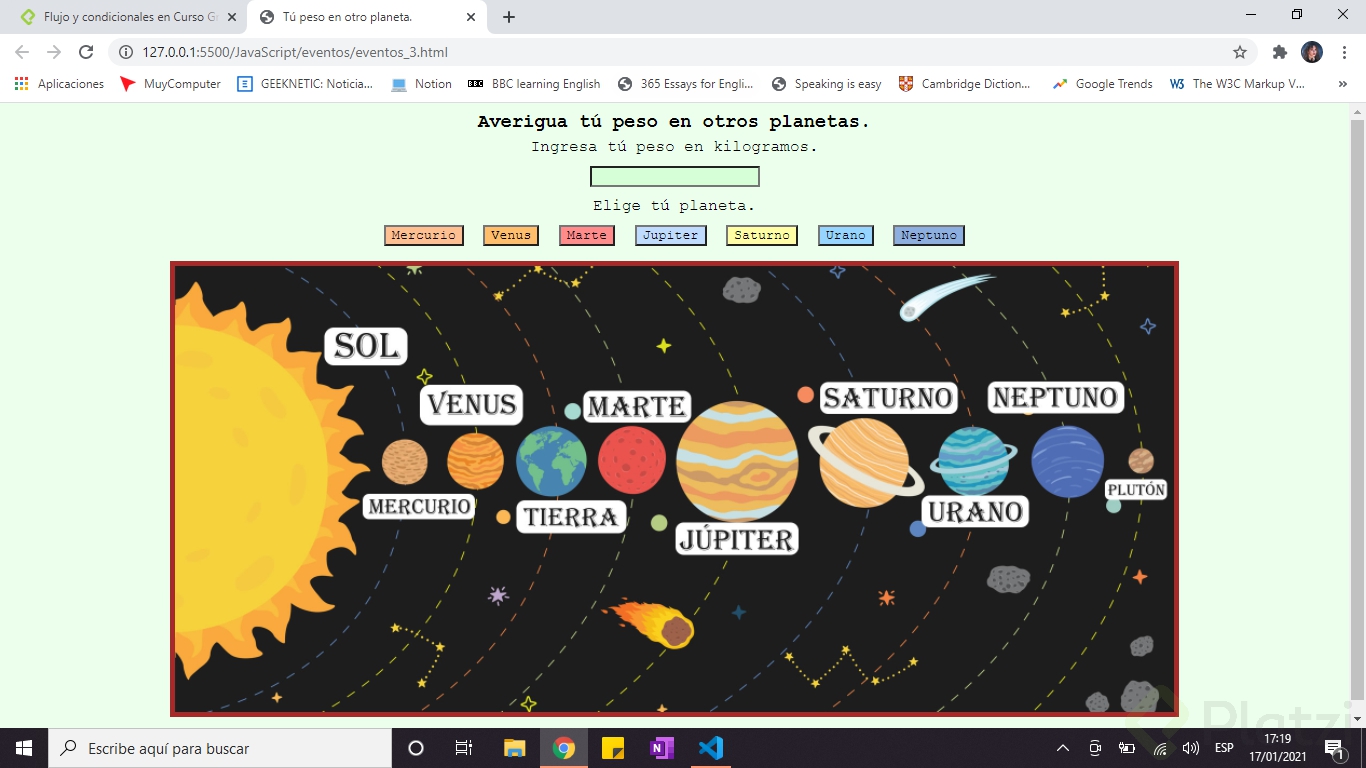 Flujo y condicionales en Curso Gr
Tú peso en otro planeta.
127.0.0.1:5500/JavaScript/eventos/eventos_3.html
Aplicaciones MuyComputer GEEKNETIC: Noticia... Notion BBC BBC learning English 365 Essays for Engli... Speaking is easy Cambridge Diction... Google Trends W3 The W3C Markup V... »
Averigua tú peso en otros planetas.
Ingresa tú peso en kilogramos.
Elige tú planeta.
Mercurio Venus Marte Jupiter Saturno Urano Neptuno
SOL
VENUS MARTE SATURNO NEPTUNO
MERCURIO TIERRA JÚPITER URANO PLUTÓN
Platzi
Escribe aquí para buscar
ESP
17:19
17/01/2021
1